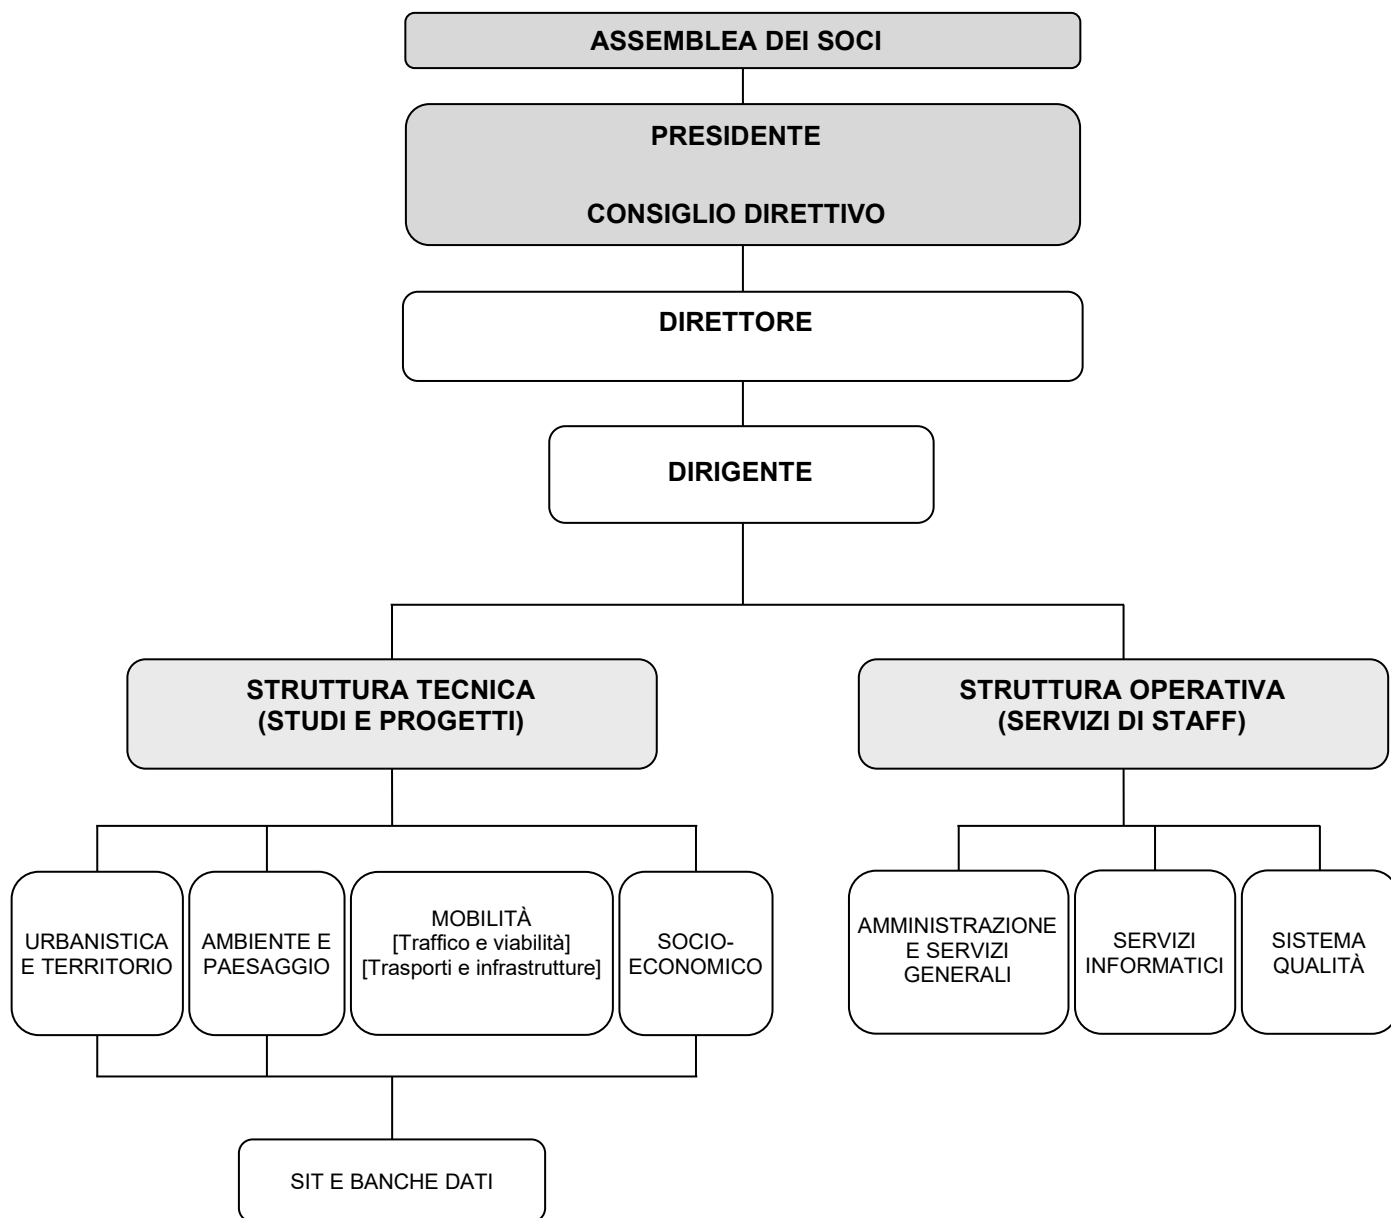 ASSEMBLEA DEI SOCI
PRESIDENTE
CONSIGLIO DIRETTIVO
DIRETTORE
DIRIGENTE
STRUTTURA TECNICA
(STUDI E PROGETTI)
STRUTTURA OPERATIVA
(SERVIZI DI STAFF)
URBANISTICA
E TERRITORIO
AMBIENTE E
PAESAGGIO
MOBILITÀ
[Traffico e viabilità]
[Trasporti e infrastrutture]
SOCIO-
ECONOMICO
AMMINISTRAZIONE
E SERVIZI
GENERALI
SERVIZI
INFORMATICI
SISTEMA
QUALITÀ
SIT E BANCHE DATI